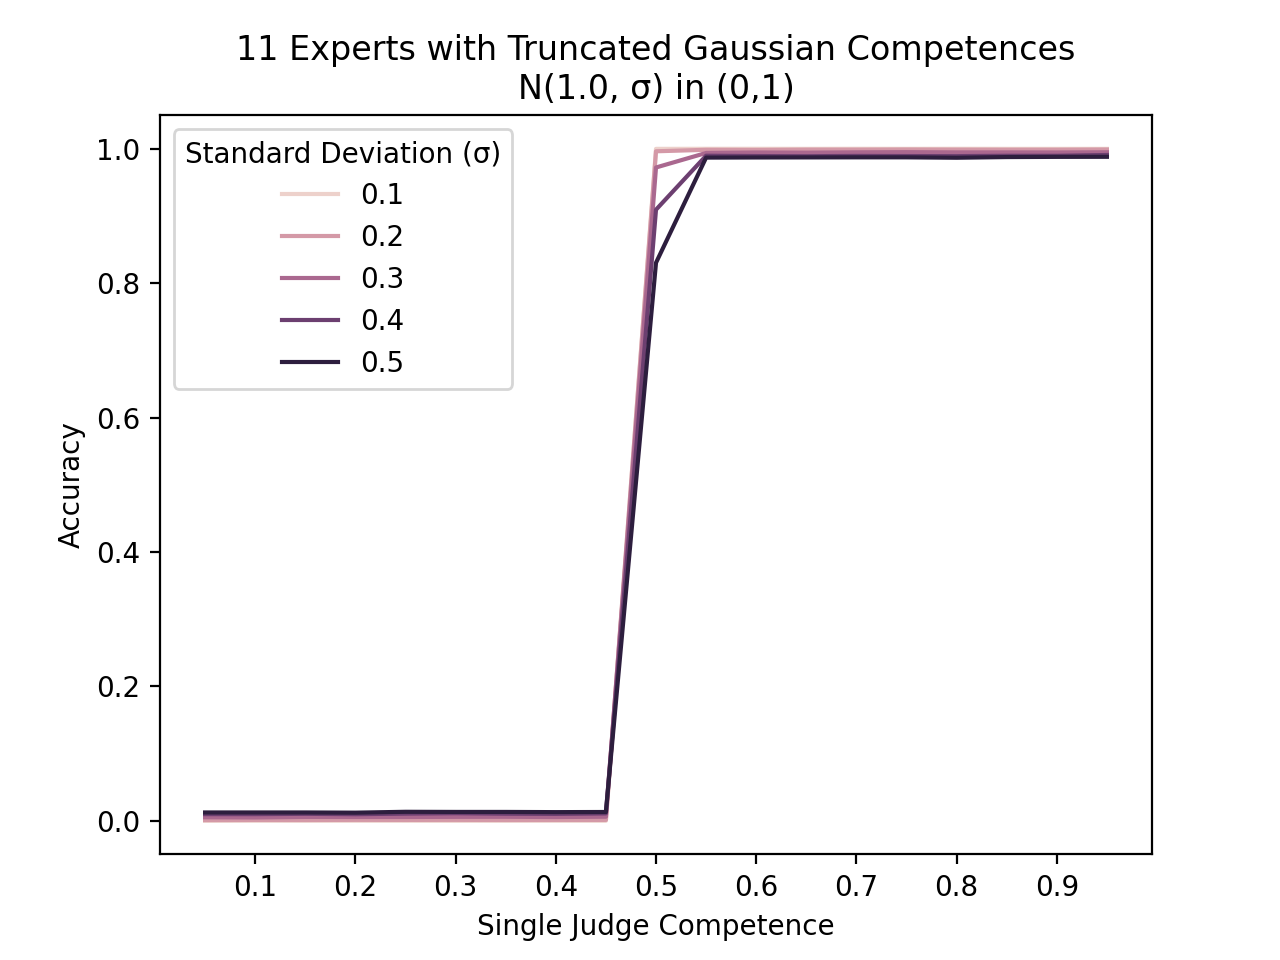 11 Experts with Truncated Gaussian Competences
N(1.0, σ) in (0,1)
Standard Deviation (σ)
0.1
0.2
0.3
0.4
0.5
Accuracy
1.0
0.8
0.6
0.4
0.2
0.0
0.1 0.2 0.3 0.4 0.5 0.6 0.7 0.8 0.9
Single Judge Competence